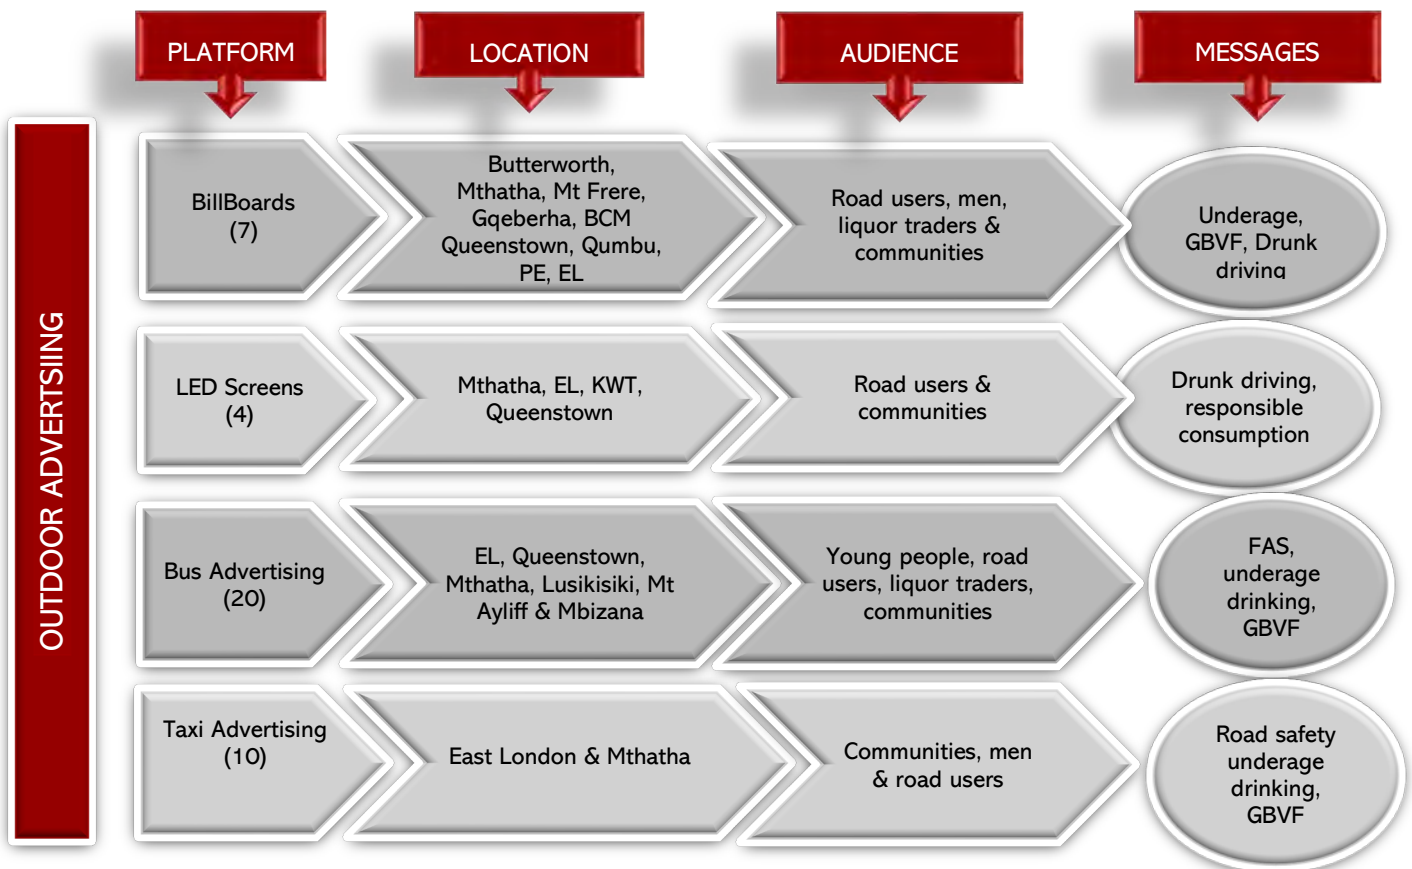 PLATFORM
LOCATION
AUDIENCE
MESSAGES
OUTDOOR ADVERTSIING
BillBoards
(7)
Butterworth,
Mthatha, Mt Frere,
Gqeberha, BCM
Queenstown, Qumbu,
PE, EL
Road users, men,
liquor traders &
communities
Underage,
GBVF, Drunk
driving
LED Screens
(4)
Mthatha, EL, KWT,
Queenstown
Road users &
communities
Drunk driving,
responsible
consumption
Bus Advertising
(20)
EL, Queenstown,
Mthatha, Lusikisiki, Mt
Ayliff & Mbizana
Young people, road
users, liquor traders,
communities
FAS,
underage
drinking,
GBVF
Taxi Advertising
(10)
East London & Mthatha
Communities, men
& road users
Road safety
underage
drinking,
GBVF